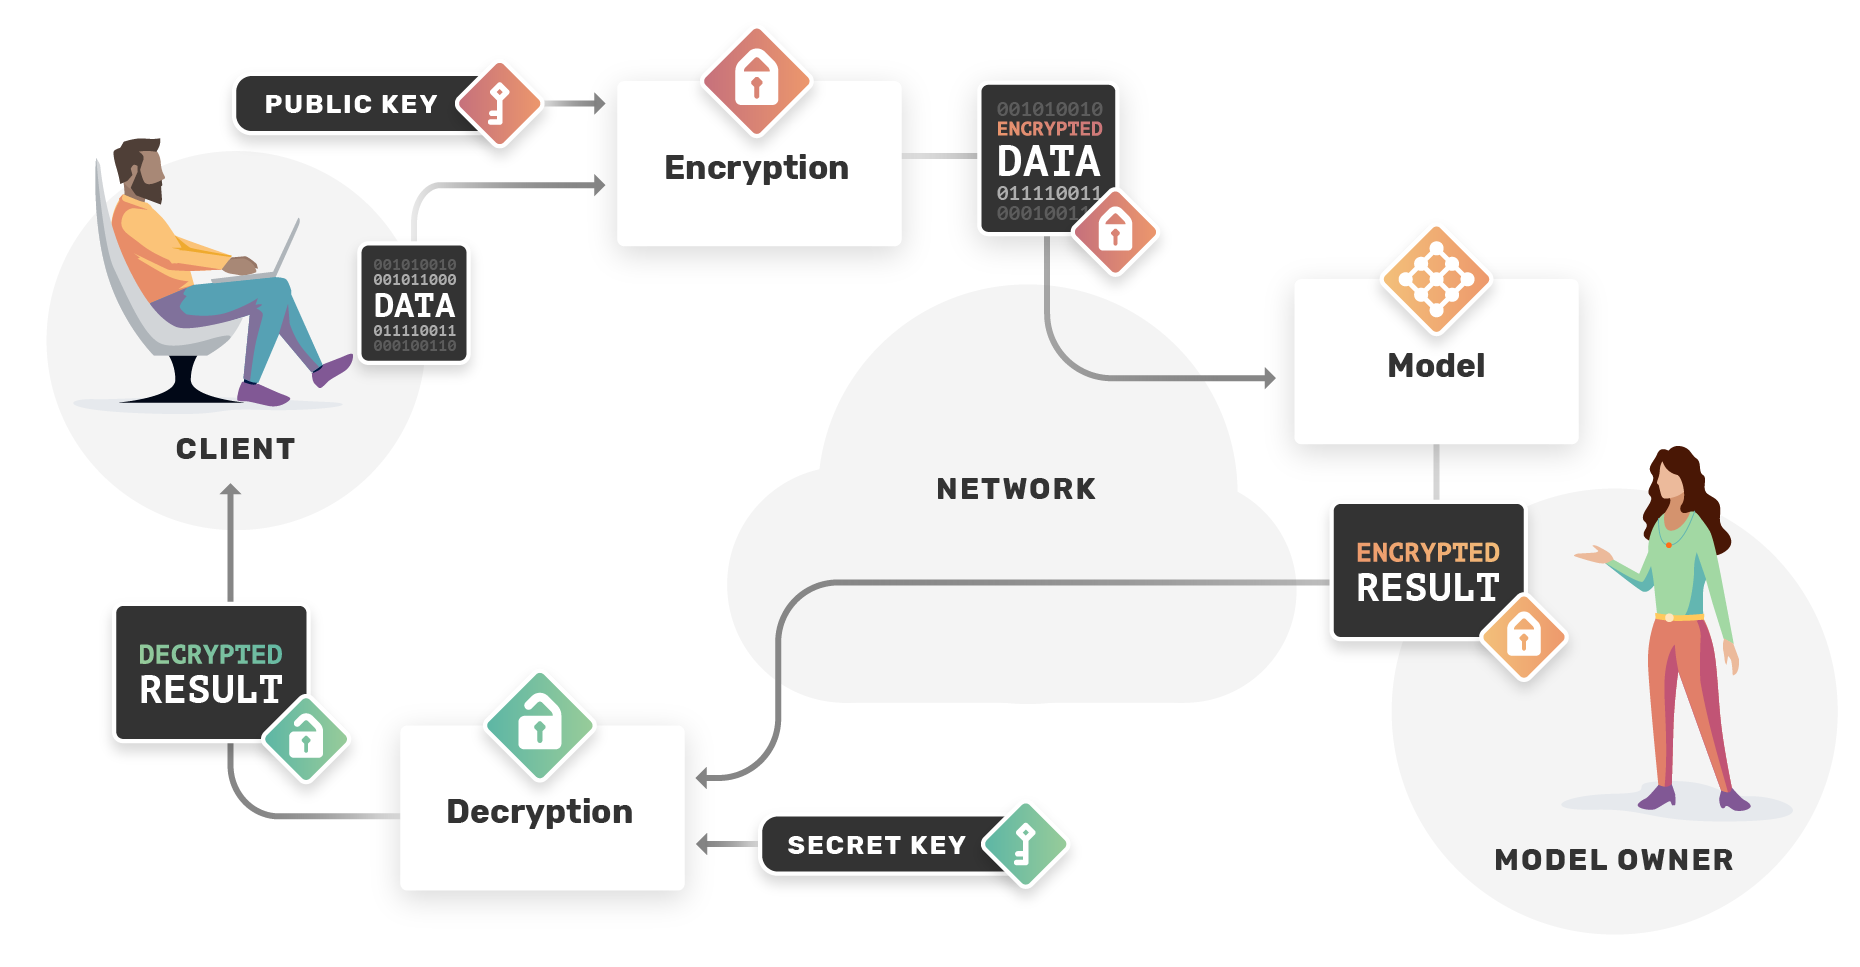 PUBLIC KEY
Encryption
001010010
ENCRYPTED
DATA
011110011
CLIENT
001010010
001011000
DATA
011110011
000100110
Model
NETWORK
ENCRYPTED
RESULT
DECRYPTED
RESULT
Decryption
SECRET KEY
MODEL OWNER